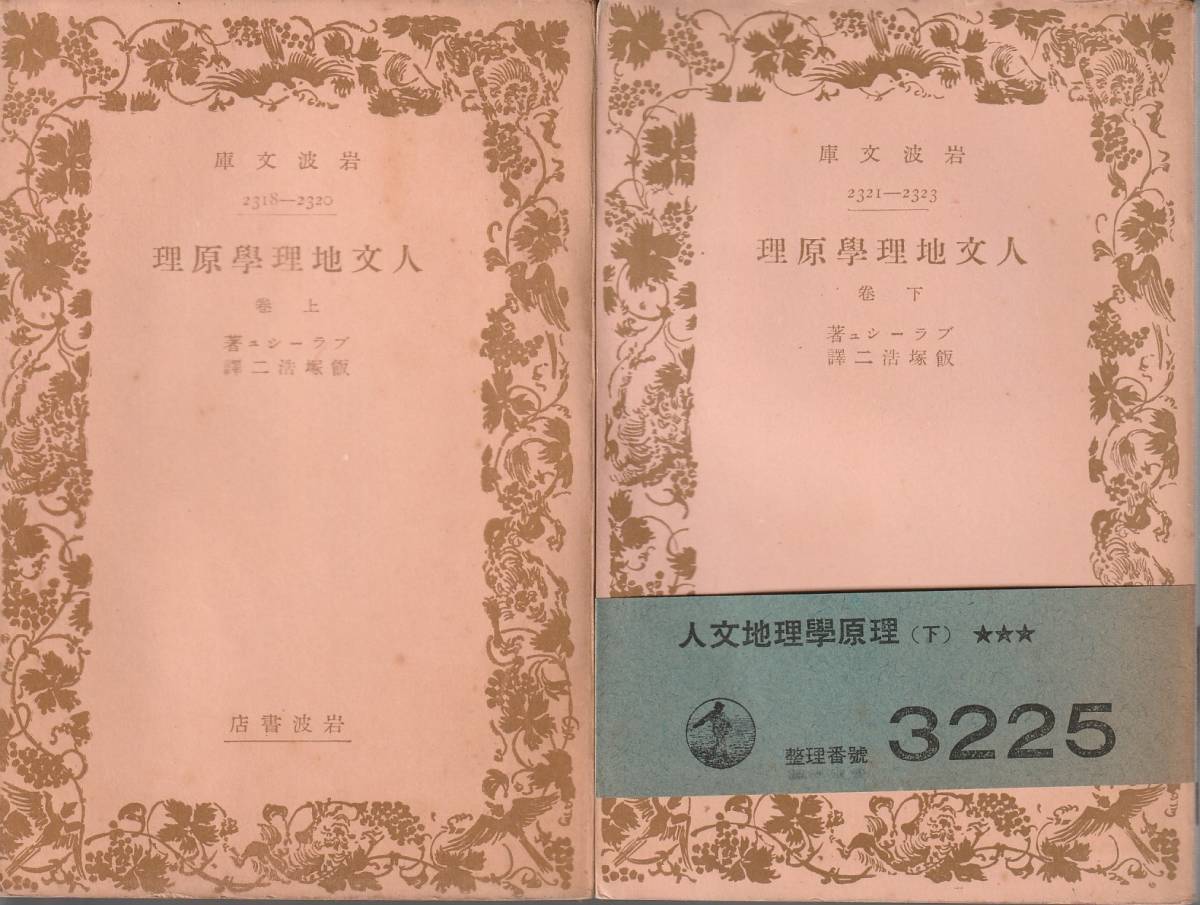 岩波文庫
2318—2320
人文地理學原理
上卷
ブラーシュ著
飯塚浩二譯
岩波書店
岩波文庫
2321—2323
人文地理學原理
下卷
ブラーシュ著
飯塚浩二譯
人文地理學原理(下) ★★★
整理番號 3225